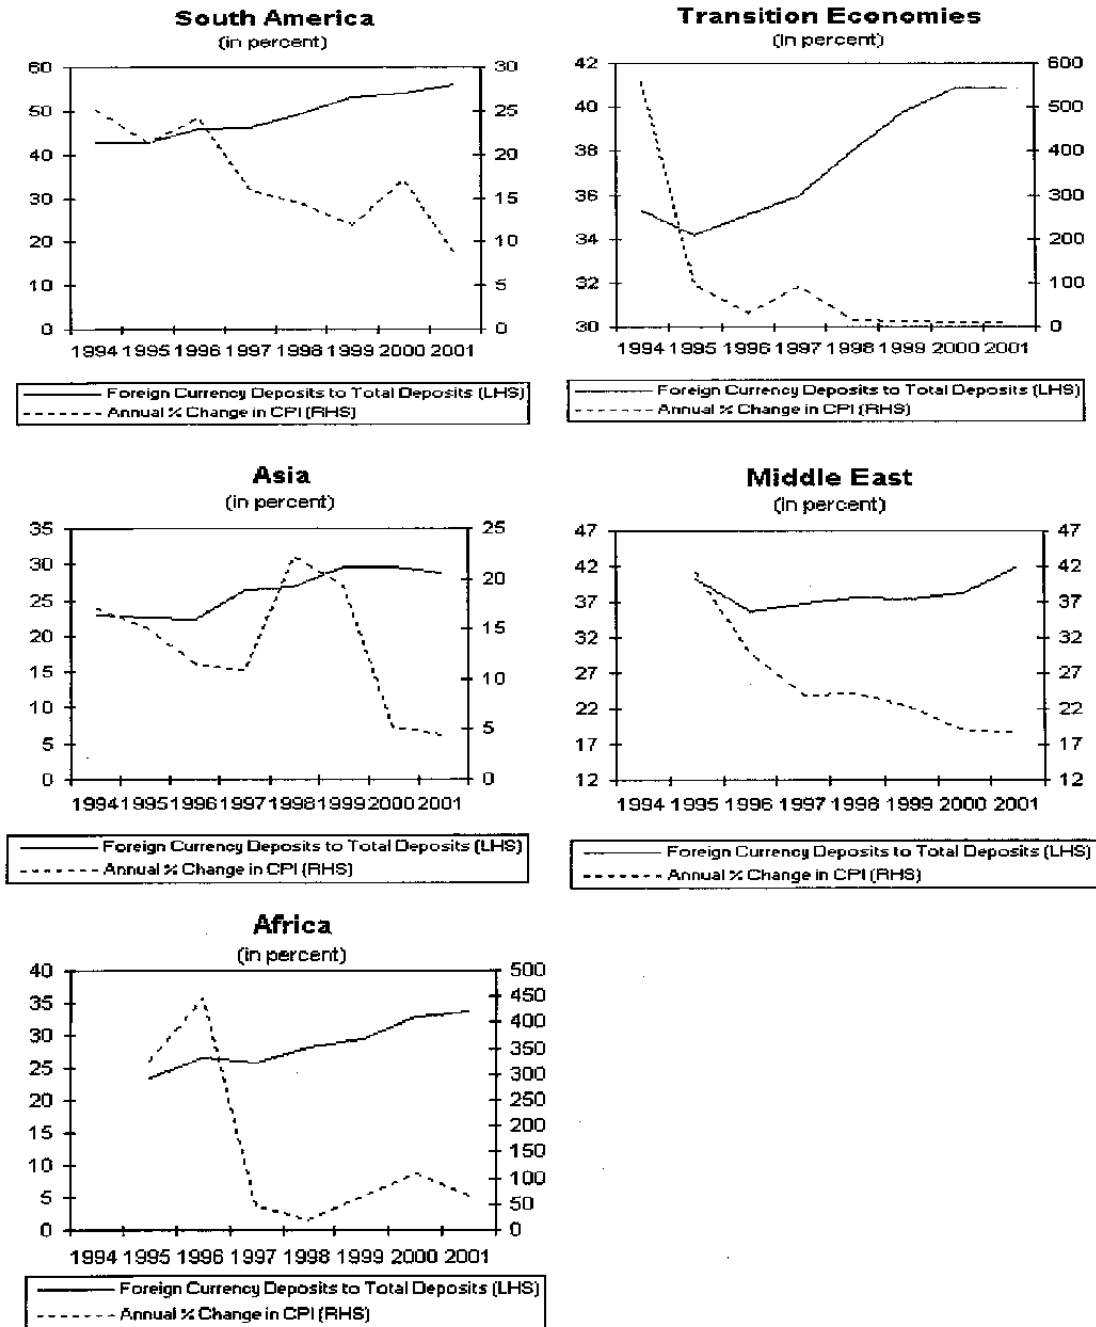 South America
(in percent)
60 30
50 25
40 20
30 15
20 10
10 5
0 0
1994 1995 1996 1997 1998 1999 2000 2001
Foreign Currency Deposits to Total Deposits (LHS)
Annual % Change in CPI (RHS)
Transition Economies
(in percent)
42 600
40 500
38 400
36 300
34 200
32 100
30 0
1994 1995 1996 1997 1998 1999 2000 2001
Foreign Currency Deposits to Total Deposits (LHS)
Annual % Change in CPI (RHS)
Asia
(in percent)
35 25
30 20
25 15
20 10
15 5
10 0
5
0
1994 1995 1996 1997 1998 1999 2000 2001
Foreign Currency Deposits to Total Deposits (LHS)
Annual % Change in CPI (RHS)
Middle East
(in percent)
47 47
42 42
37 37
32 32
27 27
22 22
17 17
12 12
1994 1995 1996 1997 1998 1999 2000 2001
Foreign Currency Deposits to Total Deposits (LHS)
Annual % Change in CPI (RHS)
Africa
(in percent)
40 500
35 450
30 400
25 350
20 300
15 250
10 200
5 150
0 100
50
0
1994 1995 1996 1997 1998 1999 2000 2001
Foreign Currency Deposits to Total Deposits (LHS)
Annual % Change in CPI (RHS)